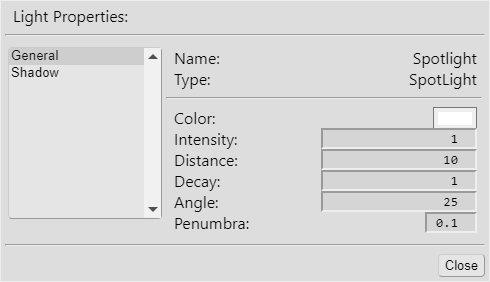 Light Properties:
General
Shadow
Name: Spotlight
Type: SpotLight
Color:
Intensity: 1
Distance: 10
Decay: 1
Angle: 25
Penumbra: 0.1
Close